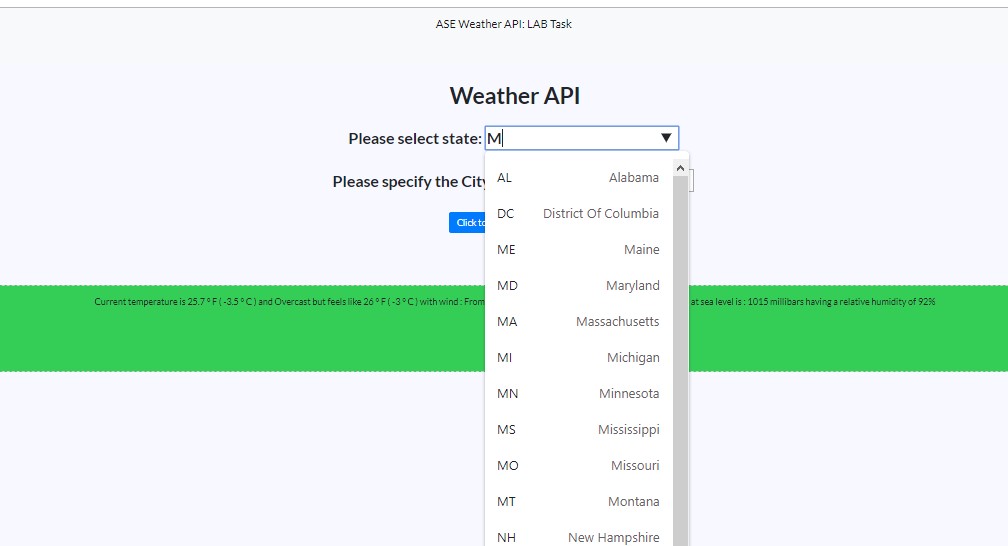 ASE Weather API: LAB Task
Weather API
Please select state: M
Please specify the City
Click to
Current temperature is 25.7 º F ( -3.5 º C ) and Overcast but feels like 26 º F ( -3 º C ) with wind : From at sea level is : 1015 millibars having a relative humidity of 92%
AL Alabama
DC District Of Columbia
ME Maine
MD Maryland
MA Massachusetts
MI Michigan
MN Minnesota
MS Mississippi
MO Missouri
MT Montana
NH New Hampshire